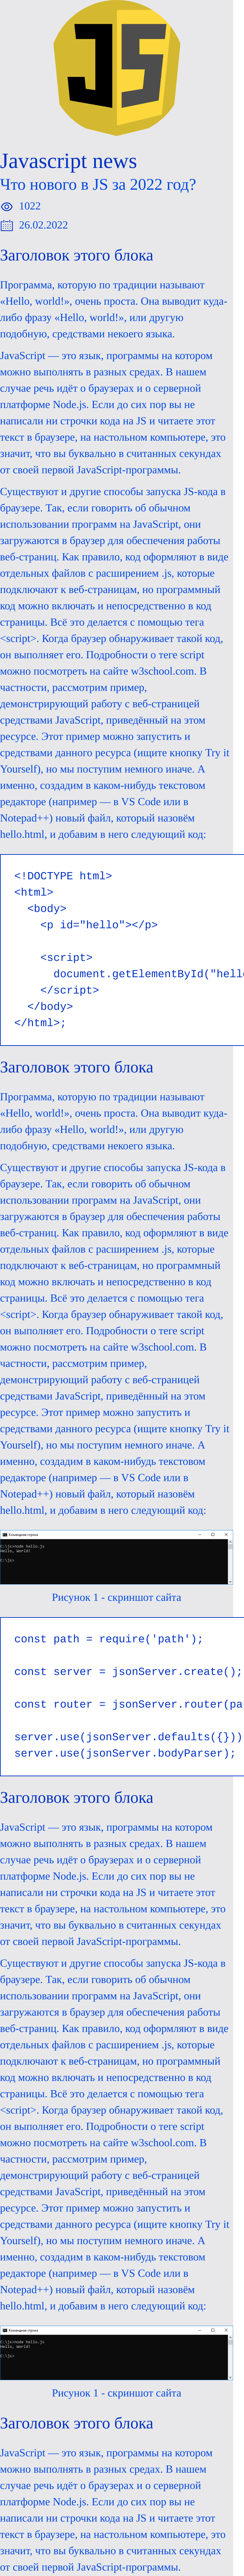 JS
Javascript news
Что нового в JS за 2022 год?
1022
26.02.2022
Заголовок этого блока
Программа, которую по традиции называют
«Hello, world!», очень проста. Она выводит куда-
либо фразу «Hello, world!», или другую
подобную, средствами некоего языка.
JavaScript — это язык, программы на котором
можно выполнять в разных средах. В нашем
случае речь идёт о браузерах и о серверной
платформе Node.js. Если до сих пор вы не
написали ни строчки кода на JS и читаете этот
текст в браузере, на настольном компьютере, это
значит, что вы буквально в считанных секундах
от своей первой JavaScript-программы.
Существуют и другие способы запуска JS-кода в
браузере. Так, если говорить об обычном
использовании программ на JavaScript, они
загружаются в браузер для обеспечения работы
веб-страниц. Как правило, код оформляют в виде
отдельных файлов с расширением .js, которые
подключают к веб-страницам, но программный
код можно включать и непосредственно в код
страницы. Всё это делается с помощью тега
<script>. Когда браузер обнаруживает такой код,
он выполняет его. Подробности о теге script
можно посмотреть на сайте w3school.com. В
частности, рассмотрим пример,
демонстрирующий работу с веб-страницей
средствами JavaScript, приведённый на этом
ресурсе. Этот пример можно запустить и
средствами данного ресурса (ищите кнопку Try it
Yourself), но мы поступим немного иначе. А
именно, создадим в каком-нибудь текстовом
редакторе (например — в VS Code или в
Notepad++) новый файл, который назовём
hello.html, и добавим в него следующий код:
<!DOCTYPE html>
<html>
<body>
<p id="hello"></p>
<script>
document.getElementById("hell
</script>
</body>
</html>;
Заголовок этого блока
Программа, которую по традиции называют
«Hello, world!», очень проста. Она выводит куда-
либо фразу «Hello, world!», или другую
подобную, средствами некоего языка.
Существуют и другие способы запуска JS-кода в
браузере. Так, если говорить об обычном
использовании программ на JavaScript, они
загружаются в браузер для обеспечения работы
веб-страниц. Как правило, код оформляют в виде
отдельных файлов с расширением .js, которые
подключают к веб-страницам, но программный
код можно включать и непосредственно в код
страницы. Всё это делается с помощью тега
<script>. Когда браузер обнаруживает такой код,
он выполняет его. Подробности о теге script
можно посмотреть на сайте w3school.com. В
частности, рассмотрим пример,
демонстрирующий работу с веб-страницей
средствами JavaScript, приведённый на этом
ресурсе. Этот пример можно запустить и
средствами данного ресурса (ищите кнопку Try it
Yourself), но мы поступим немного иначе. А
именно, создадим в каком-нибудь текстовом
редакторе (например — в VS Code или в
Notepad++) новый файл, который назовём
hello.html, и добавим в него следующий код:
Командная строка
C:\js>node hello.js
Hello, World!
C:\js>
Рисунок 1 - скриншот сайта
const path = require('path');
const server = jsonServer.create();
const router = jsonServer.router(pa
server.use(jsonServer.defaults({}))
server.use(jsonServer.bodyParser);
Заголовок этого блока
JavaScript — это язык, программы на котором
можно выполнять в разных средах. В нашем
случае речь идёт о браузерах и о серверной
платформе Node.js. Если до сих пор вы не
написали ни строчки кода на JS и читаете этот
текст в браузере, на настольном компьютере, это
значит, что вы буквально в считанных секундах
от своей первой JavaScript-программы.
Существуют и другие способы запуска JS-кода в
браузере. Так, если говорить об обычном
использовании программ на JavaScript, они
загружаются в браузер для обеспечения работы
веб-страниц. Как правило, код оформляют в виде
отдельных файлов с расширением .js, которые
подключают к веб-страницам, но программный
код можно включать и непосредственно в код
страницы. Всё это делается с помощью тега
<script>. Когда браузер обнаруживает такой код,
он выполняет его. Подробности о теге script
можно посмотреть на сайте w3school.com. В
частности, рассмотрим пример,
демонстрирующий работу с веб-страницей
средствами JavaScript, приведённый на этом
ресурсе. Этот пример можно запустить и
средствами данного ресурса (ищите кнопку Try it
Yourself), но мы поступим немного иначе. А
именно, создадим в каком-нибудь текстовом
редакторе (например — в VS Code или в
Notepad++) новый файл, который назовём
hello.html, и добавим в него следующий код:
Командная строка
C:\js>node hello.js
Hello, World!
C:\js>
Рисунок 1 - скриншот сайта
Заголовок этого блока
JavaScript — это язык, программы на котором
можно выполнять в разных средах. В нашем
случае речь идёт о браузерах и о серверной
платформе Node.js. Если до сих пор вы не
написали ни строчки кода на JS и читаете этот
текст в браузере, на настольном компьютере, это
значит, что вы буквально в считанных секундах
от своей первой JavaScript-программы.